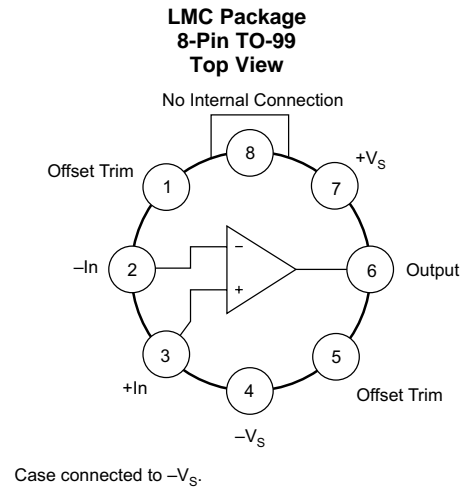 LMC Package
8-Pin TO-99
Top View
No Internal Connection
8
+VS
Offset Trim
1
7
–In
2
–
6
Output
+
3
5
+In
4
Offset Trim
–VS
Case connected to –VS.